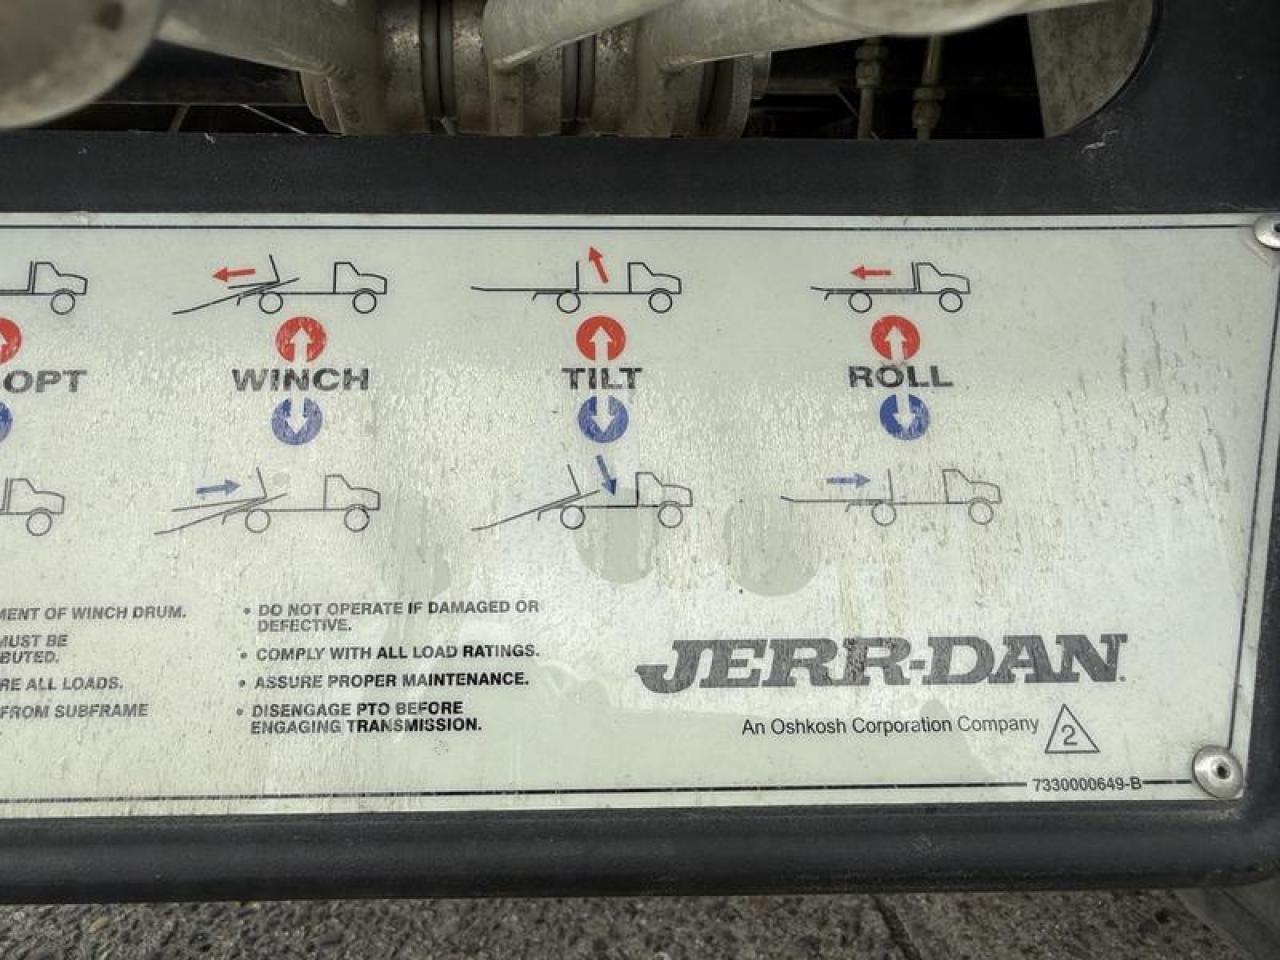 OPT WINCH TILT ROLL
MENT OF WINCH DRUM.
MUST BE
BUTED.
RE ALL LOADS.
FROM SUBFRAME
• DO NOT OPERATE IF DAMAGED OR
DEFECTIVE.
• COMPLY WITH ALL LOAD RATINGS.
• ASSURE PROPER MAINTENANCE.
• DISENGAGE PTO BEFORE
ENGAGING TRANSMISSION.
JERR-DAN.
An Oshkosh Corporation Company
2
7330000649-B